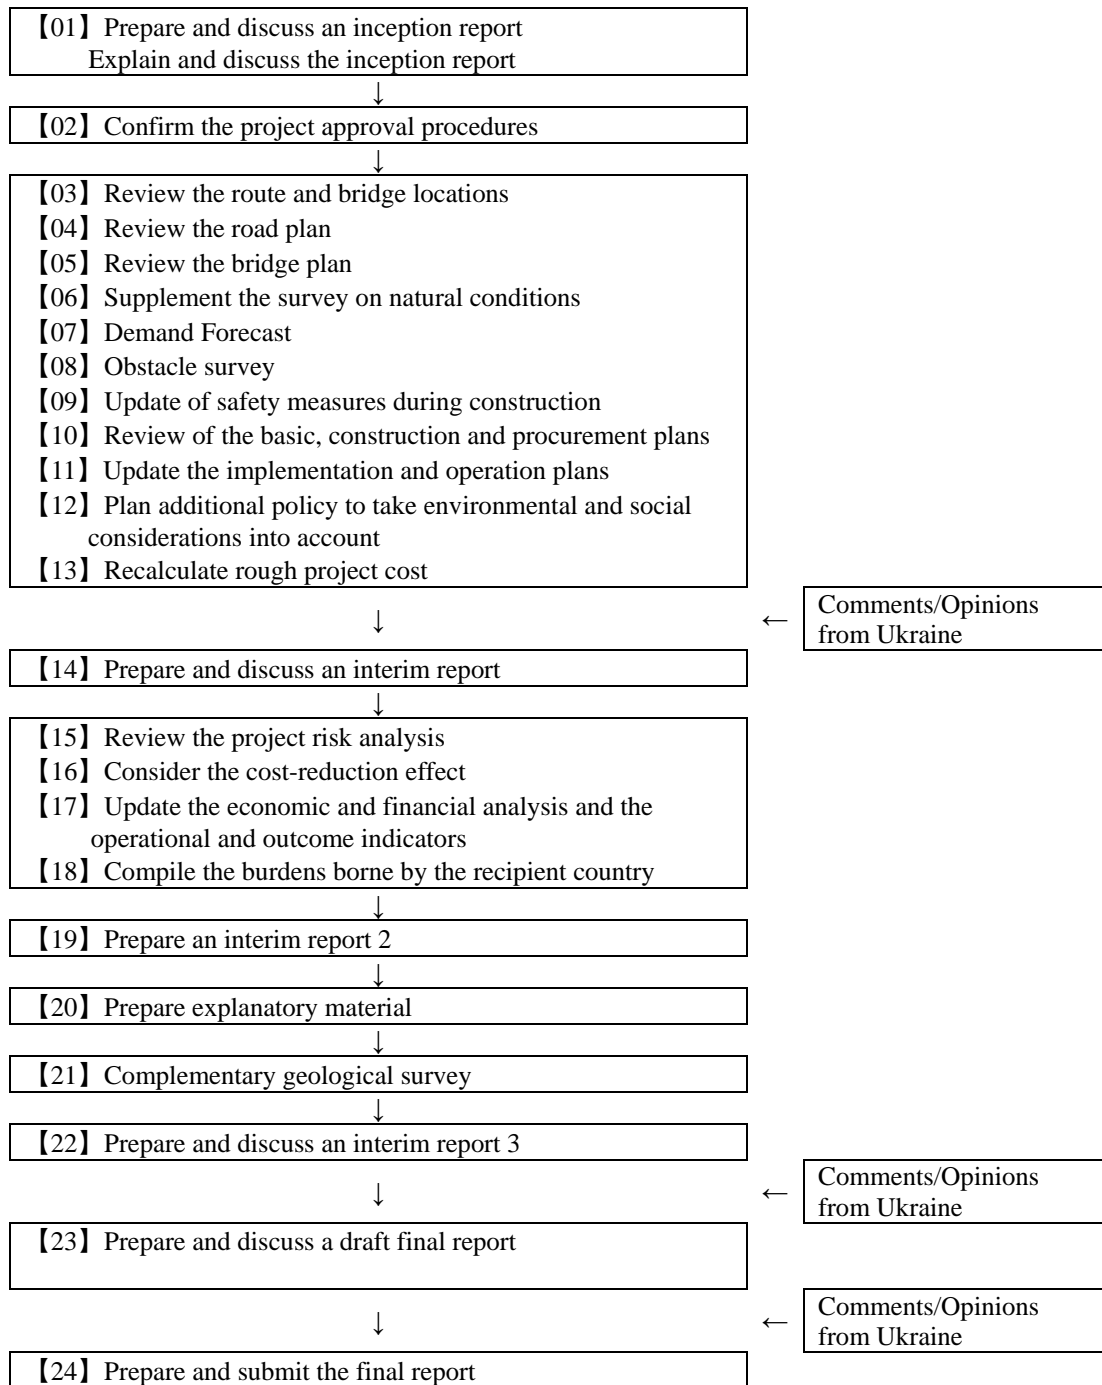 【01】Prepare and discuss an inception report
Explain and discuss the inception report
↓
【02】Confirm the project approval procedures
↓
【03】Review the route and bridge locations
【04】Review the road plan
【05】Review the bridge plan
【06】Supplement the survey on natural conditions
【07】Demand Forecast
【08】Obstacle survey
【09】Update of safety measures during construction
【10】Review of the basic, construction and procurement plans
【11】Update the implementation and operation plans
【12】Plan additional policy to take environmental and social
considerations into account
【13】Recalculate rough project cost
↓
←
Comments/Opinions
from Ukraine
【14】Prepare and discuss an interim report
↓
【15】Review the project risk analysis
【16】Consider the cost-reduction effect
【17】Update the economic and financial analysis and the
operational and outcome indicators
【18】Compile the burdens borne by the recipient country
↓
【19】Prepare an interim report 2
↓
【20】Prepare explanatory material
↓
【21】Complementary geological survey
↓
【22】Prepare and discuss an interim report 3
↓
←
Comments/Opinions
from Ukraine
【23】Prepare and discuss a draft final report
↓
←
Comments/Opinions
from Ukraine
【24】Prepare and submit the final report